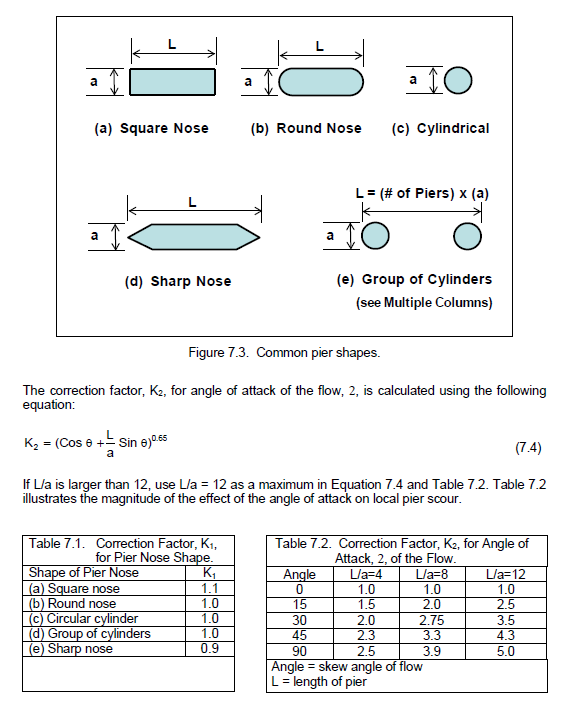 L
L
a
a
a
(a) Square Nose
(b) Round Nose
(c) Cylindrical
L
L = (# of Piers) x (a)
a
a
(d) Sharp Nose
(e) Group of Cylinders
(see Multiple Columns)
Figure 7.3. Common pier shapes.
The correction factor, K₂, for angle of attack of the flow, 2, is calculated using the following
equation:
K₂ = (Cos θ + L/a Sin θ)^0.65
(7.4)
If L/a is larger than 12, use L/a = 12 as a maximum in Equation 7.4 and Table 7.2. Table 7.2
illustrates the magnitude of the effect of the angle of attack on local pier scour.
Table 7.1. Correction Factor, K₁,
for Pier Nose Shape.
Shape of Pier Nose K₁
(a) Square nose 1.1
(b) Round nose 1.0
(c) Circular cylinder 1.0
(d) Group of cylinders 1.0
(e) Sharp nose 0.9
Table 7.2. Correction Factor, K₂, for Angle of
Attack, 2, of the Flow.
Angle L/a=4 L/a=8 L/a=12
0 1.0 1.0 1.0
15 1.5 2.0 2.5
30 2.0 2.75 3.5
45 2.3 3.3 4.3
90 2.5 3.9 5.0
Angle = skew angle of flow
L = length of pier